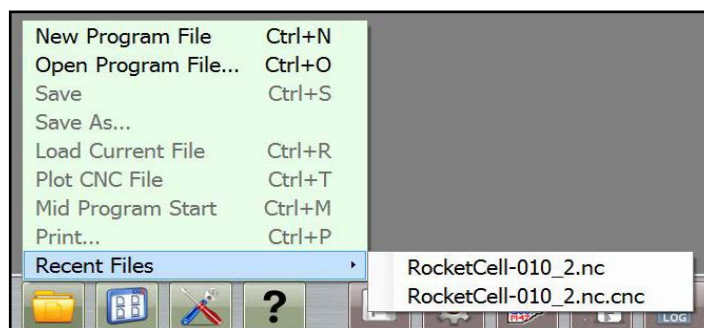 New Program File Ctrl+N
Open Program File... Ctrl+O
Save Ctrl+S
Save As...
Load Current File Ctrl+R
Plot CNC File Ctrl+T
Mid Program Start Ctrl+M
Print... Ctrl+P
Recent Files
RocketCell-010_2.nc
RocketCell-010_2.nc.cnc
?
LOG